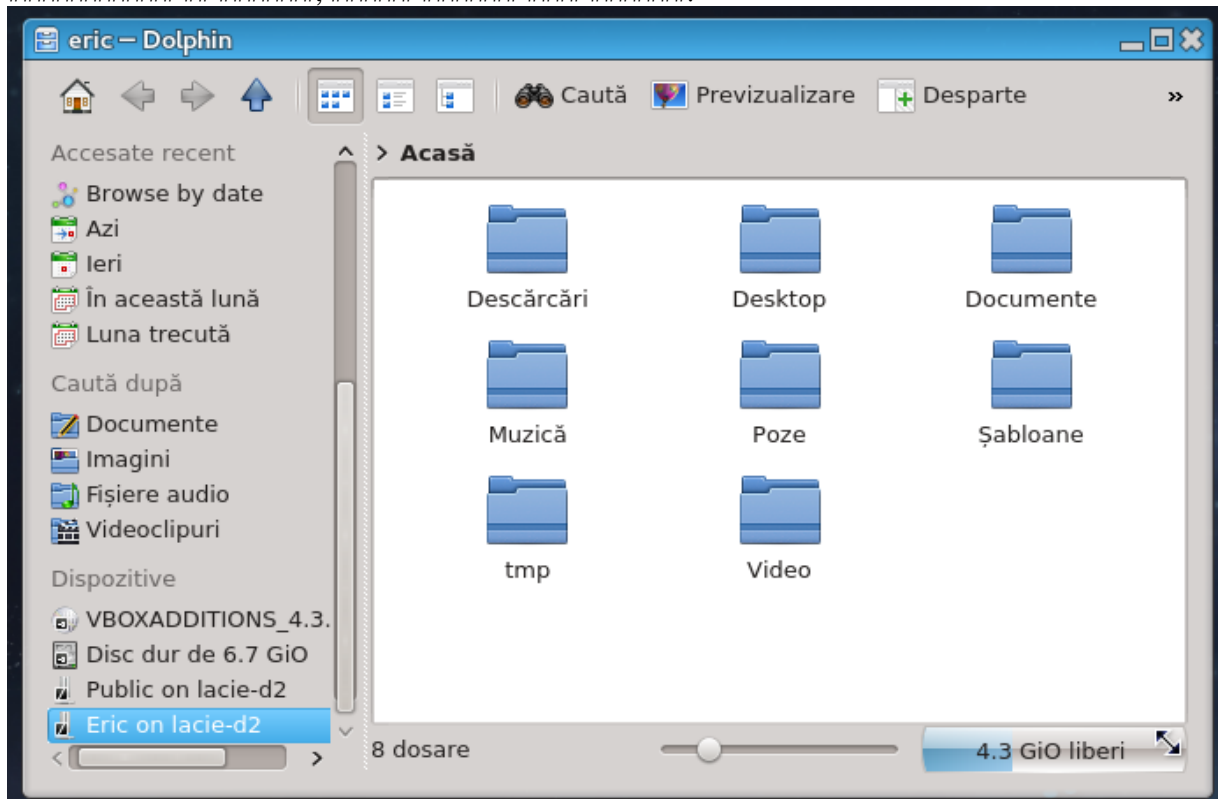 eric – Dolphin
Caută Previzualizare Desparte »
Accesate recent
Browse by date
Azi
Ieri
În această lună
Luna trecută
Caută după
Documente
Imagini
Fișiere audio
Videoclipuri
Dispozitive
VBOXADDITIONS_4.3.
Disc dur de 6.7 GiO
Public on lacie-d2
Eric on lacie-d2
> Acasă
Descărcări Desktop Documente
Muzică Poze Șabloane
tmp Video
8 dosare 4.3 GiO liberi